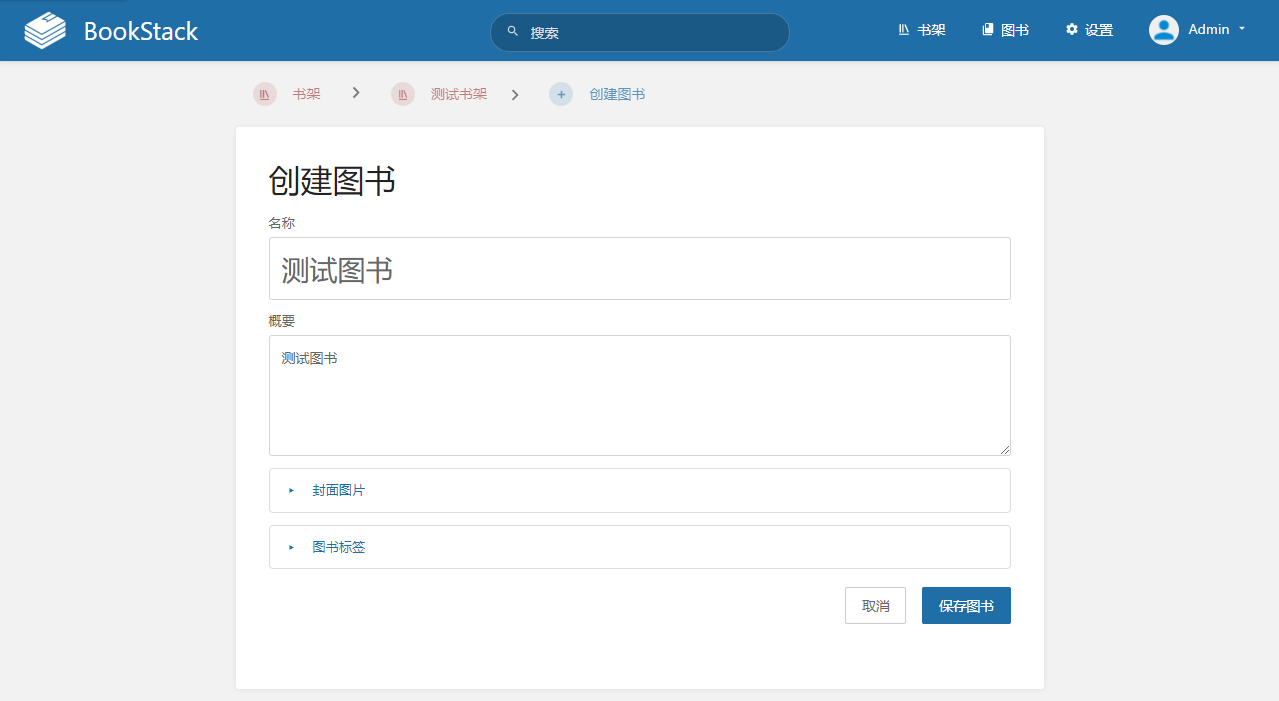 BookStack
搜索
书架
图书
设置
Admin
书架
测试书架
创建图书
创建图书
名称
测试图书
概要
测试图书
封面图片
图书标签
取消
保存图书